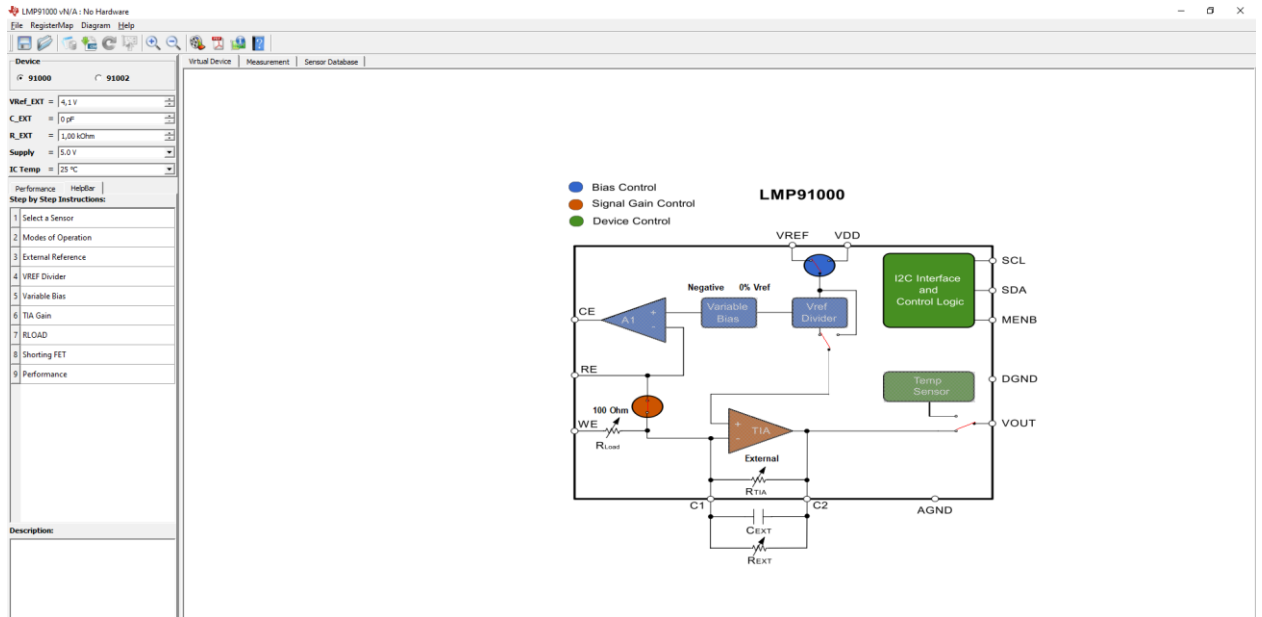 LMP91000 vN/A : No Hardware
File RegisterMap Diagram Help
Device
91000 91002
VRef_EXT = 4,1 V
C_EXT = 0 pF
R_EXT = 1,00 kOhm
Supply = 5.0 V
IC Temp = 25 °C
Performance HelpBar
Step by Step Instructions:
1 Select a Sensor
2 Modes of Operation
3 External Reference
4 VREF Divider
5 Variable Bias
6 TIA Gain
7 RLOAD
8 Shorting FET
9 Performance
Description:
Virtual Device Measurement Sensor Database
Bias Control
Signal Gain Control
Device Control
LMP91000
VREF VDD
SCL
I2C Interface
and
Control Logic
SDA
MENB
Negative 0% Vref
Variable
Bias
Vref
Divider
CE
A1
+
-
RE
Temp
Sensor
DGND
100 Ohm
WE
RLoad
+
TIA
-
VOUT
External
RTIA
C1 C2
AGND
CEXT
REXT